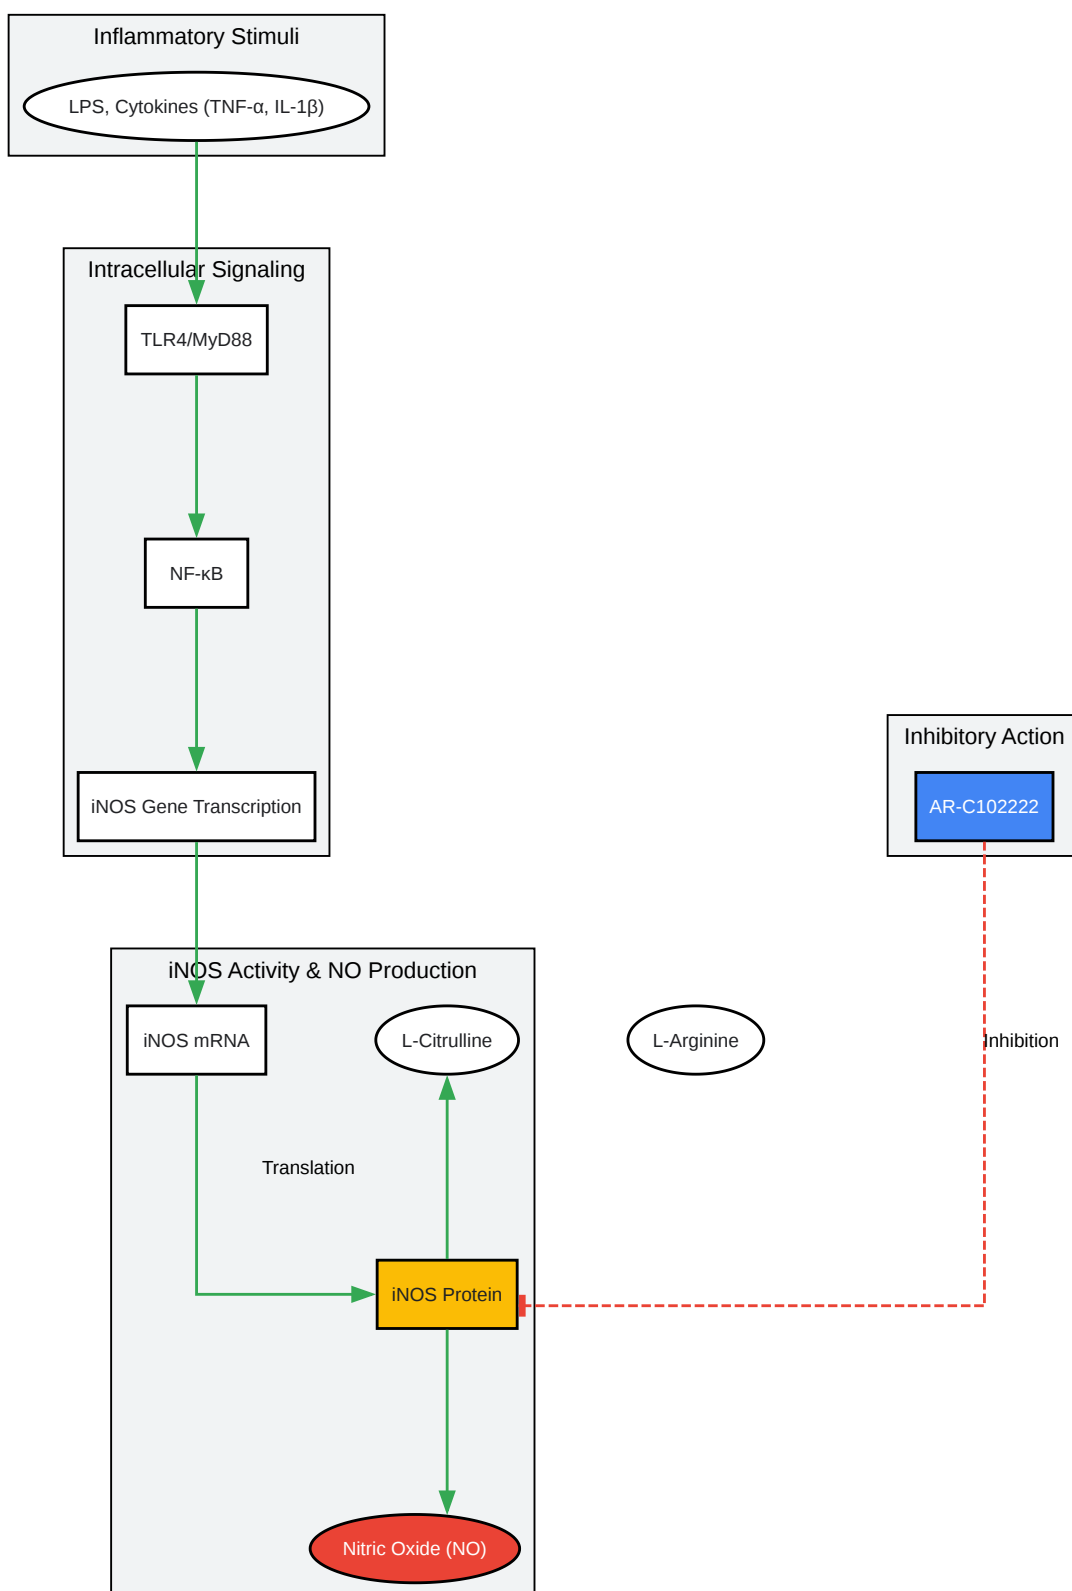 Inflammatory Stimuli
LPS, Cytokines (TNF-α, IL-1β)
Intracellular Signaling
TLR4/MyD88
NF-κB
iNOS Gene Transcription
Inhibitory Action
AR-C102222
iNOS Activity & NO Production
iNOS mRNA
L-Citrulline
L-Arginine
Inhibition
Translation
iNOS Protein
Nitric Oxide (NO)